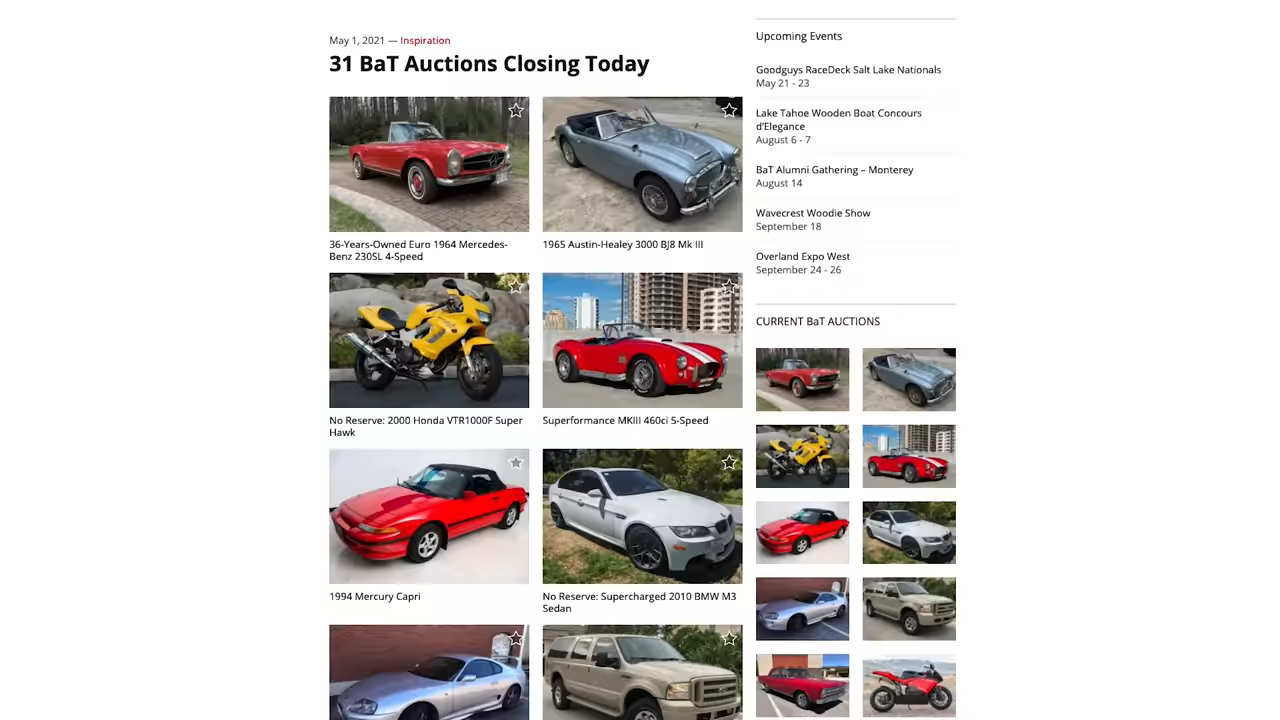 May 1, 2021 — Inspiration
31 BaT Auctions Closing Today
36-Years-Owned Euro 1964 Mercedes-
Benz 230SL 4-Speed
1965 Austin-Healey 3000 BJ8 Mk III
No Reserve: 2000 Honda VTR1000F Super
Hawk
Superformance MKIII 460ci 5-Speed
1994 Mercury Capri
No Reserve: Supercharged 2010 BMW M3
Sedan
Upcoming Events
Goodguys RaceDeck Salt Lake Nationals
May 21 - 23
Lake Tahoe Wooden Boat Concours
d’Elegance
August 6 - 7
BaT Alumni Gathering – Monterey
August 14
Wavecrest Woodie Show
September 18
Overland Expo West
September 24 - 26
CURRENT BaT AUCTIONS